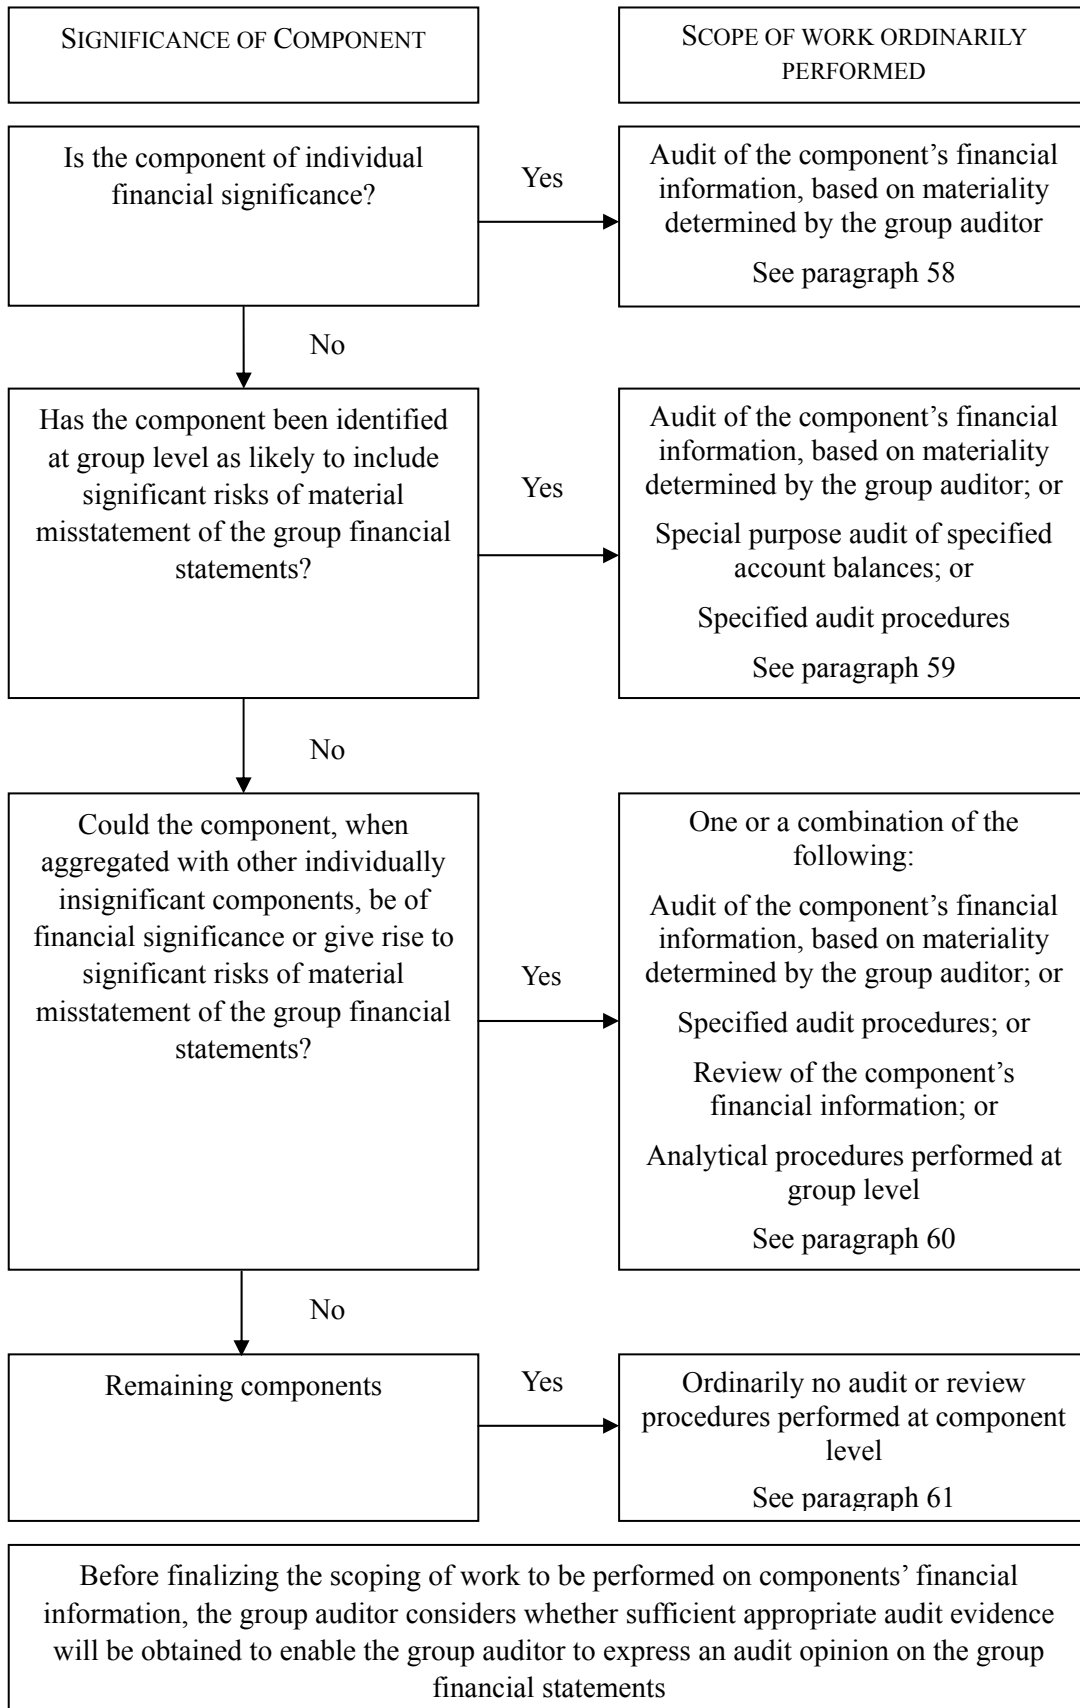 SIGNIFICANCE OF COMPONENT
SCOPE OF WORK ORDINARILY
PERFORMED
Is the component of individual
financial significance?
Yes
Audit of the component’s financial
information, based on materiality
determined by the group auditor
See paragraph 58
No
Has the component been identified
at group level as likely to include
significant risks of material
misstatement of the group financial
statements?
Yes
Audit of the component’s financial
information, based on materiality
determined by the group auditor; or
Special purpose audit of specified
account balances; or
Specified audit procedures
See paragraph 59
No
Could the component, when
aggregated with other individually
insignificant components, be of
financial significance or give rise to
significant risks of material
misstatement of the group financial
statements?
Yes
One or a combination of the
following:
Audit of the component’s financial
information, based on materiality
determined by the group auditor; or
Specified audit procedures; or
Review of the component’s
financial information; or
Analytical procedures performed at
group level
See paragraph 60
No
Remaining components
Yes
Ordinarily no audit or review
procedures performed at component
level
See paragraph 61
Before finalizing the scoping of work to be performed on components’ financial
information, the group auditor considers whether sufficient appropriate audit evidence
will be obtained to enable the group auditor to express an audit opinion on the group
financial statements